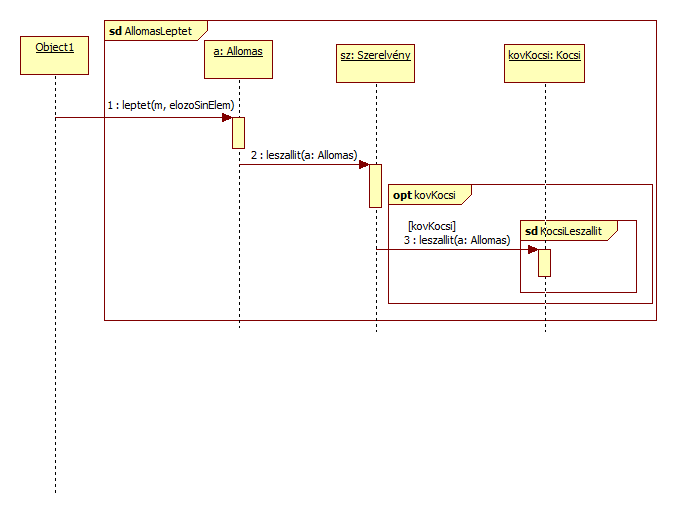 sd AllomasLeptet
Object1
a: Allomas
sz: Szerelvény
kovKocsi: Kocsi
1 : leptet(m, elozoSinElem)
2 : leszallit(a: Allomas)
opt kovKocsi
[kovKocsi]
3 : leszallit(a: Allomas)
sd KocsiLeszallit